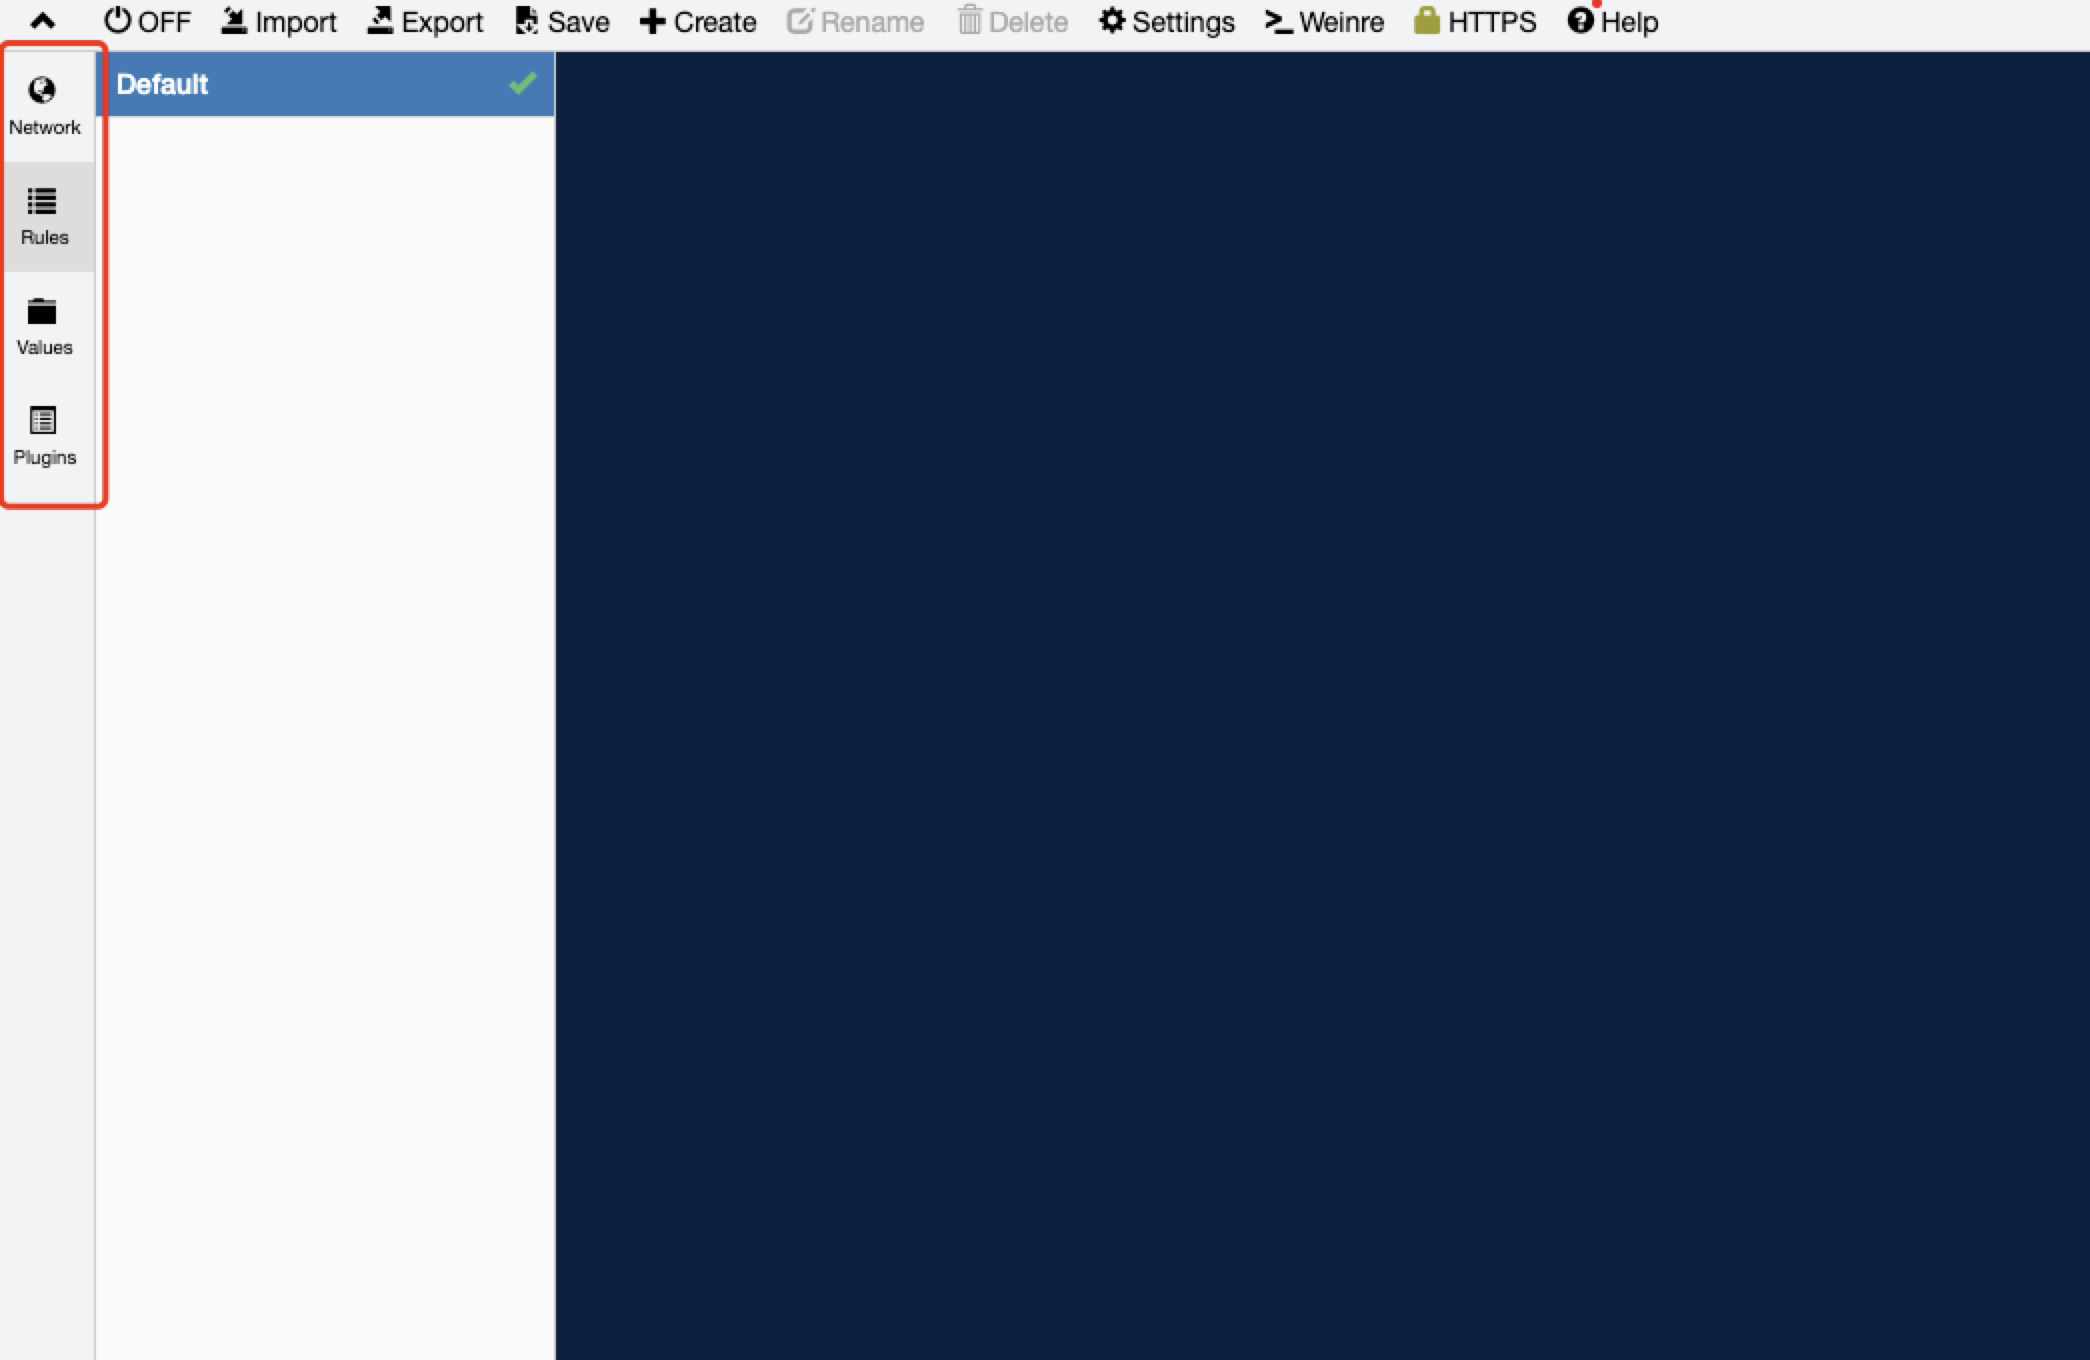 OFF Import Export Save Create Rename Delete Settings Weinre HTTPS Help
Network
Default
Rules
Values
Plugins